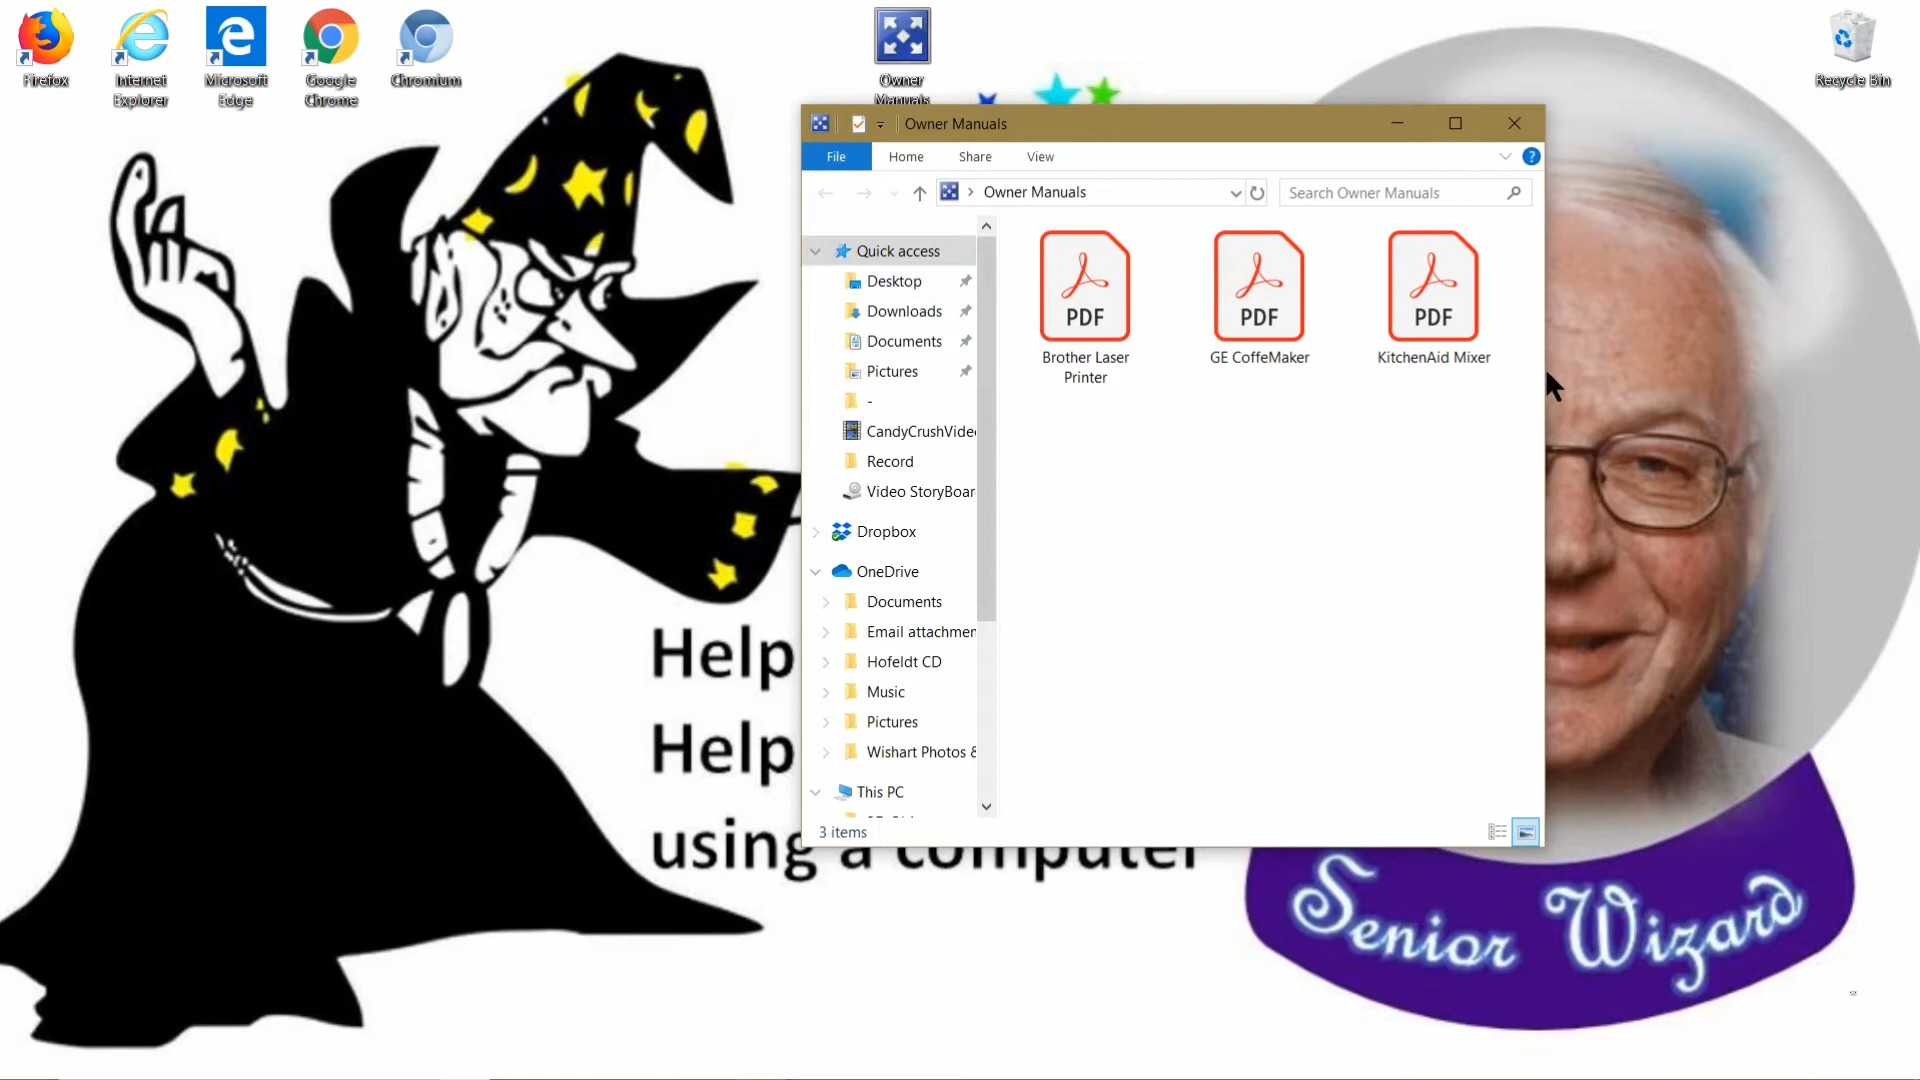 Firefox
Internet
Explorer
Microsoft
Edge
Google
Chrome
Chromium
Owner
Manuals
Recycle Bin
Owner Manuals
File
Home
Share
View
?
Owner Manuals
Search Owner Manuals
Quick access
Desktop
Downloads
Documents
Pictures
-
CandyCrushVide
Record
Video StoryBoar
Dropbox
OneDrive
Documents
Email attachmen
Hofeldt CD
Music
Pictures
Wishart Photos &
This PC
3 items
PDF
Brother Laser
Printer
PDF
GE CoffeMaker
PDF
KitchenAid Mixer
Help
Help
using a computer
Senior Wizard